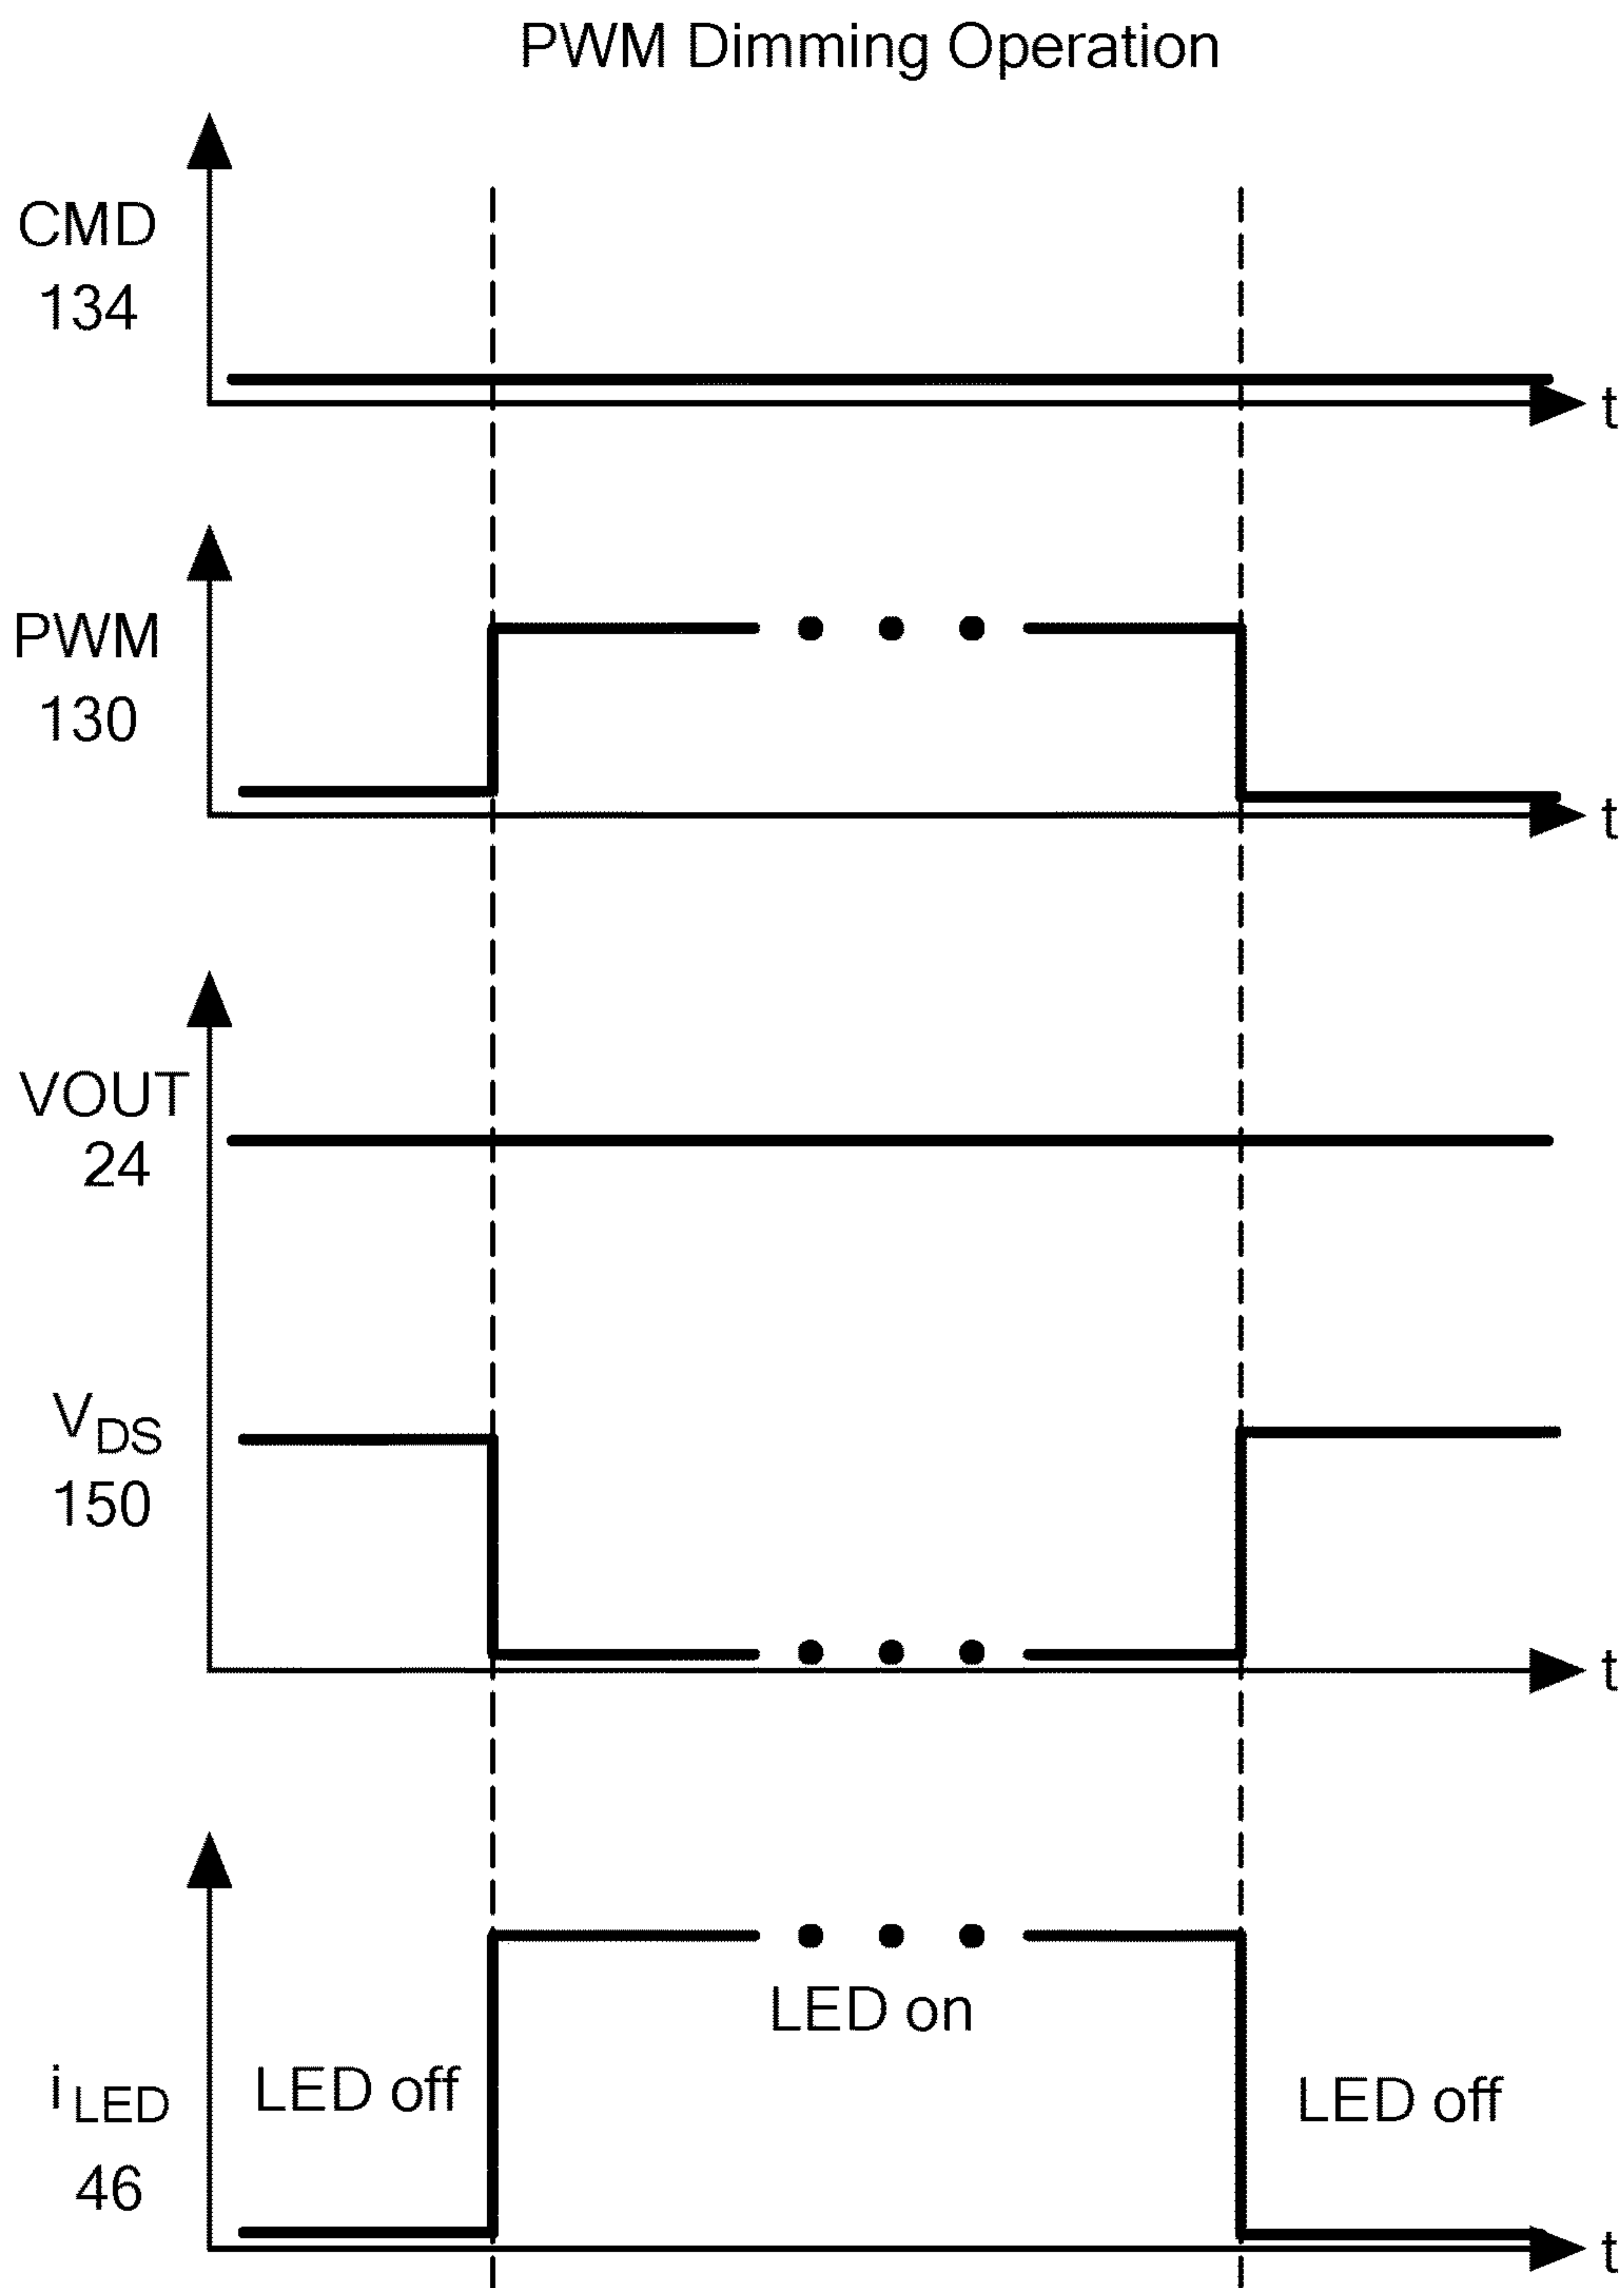 PWM Dimming Operation
CMD
134
t
PWM
130
t
VOUT
24
VDS
150
t
LED on
iLED
LED off
LED off
46
t